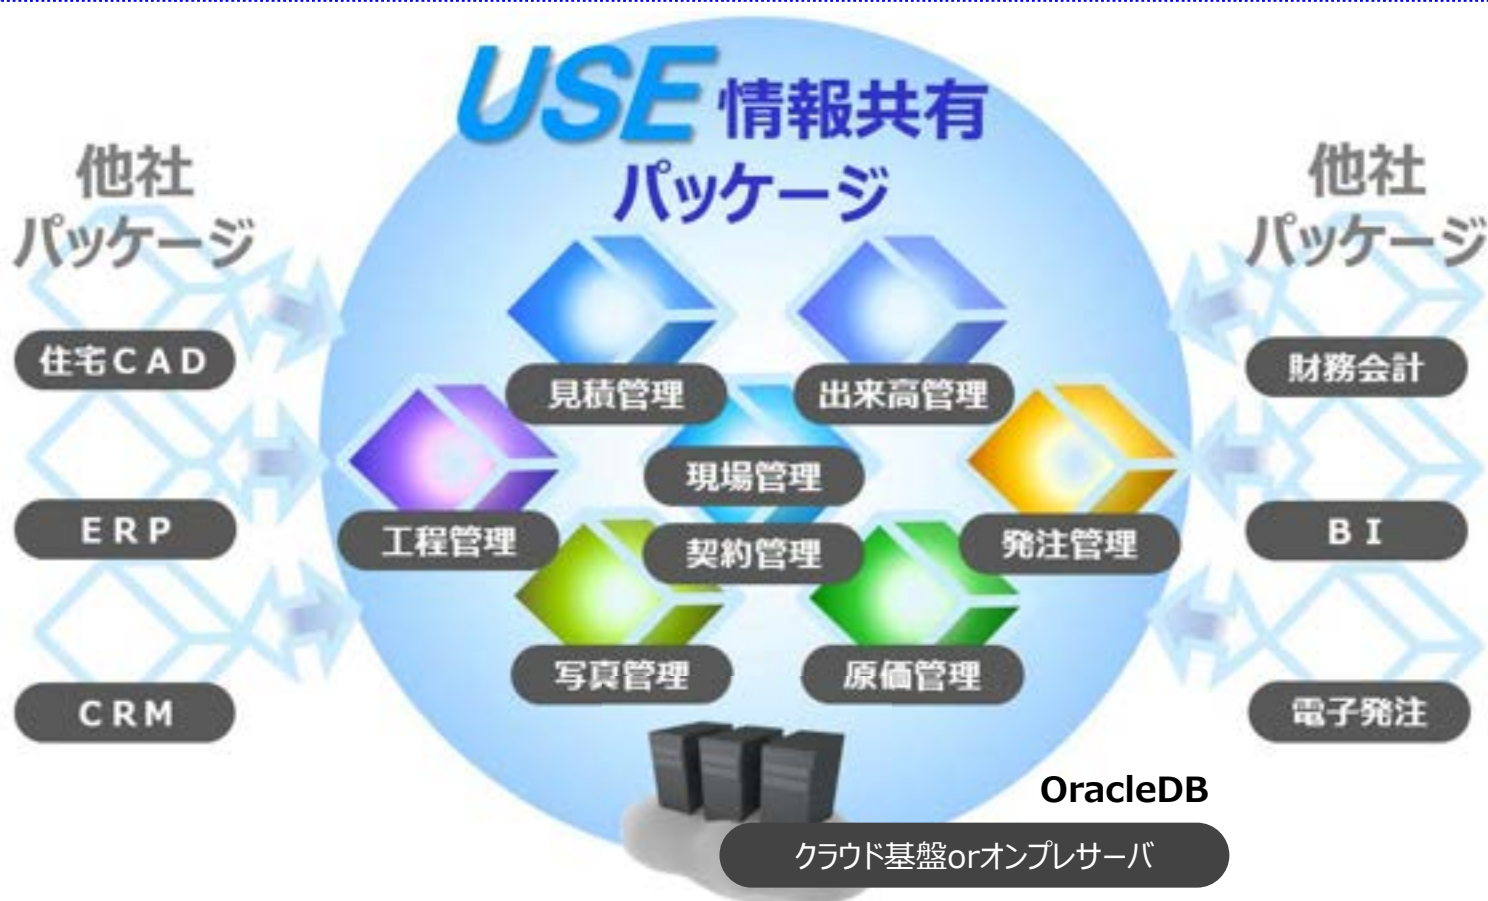 USE 情報共有
パッケージ
他社
パッケージ
住宅CAD
ERP
CRM
見積管理
出来高管理
工程管理
現場管理
契約管理
発注管理
写真管理
原価管理
他社
パッケージ
財務会計
BI
電子発注
OracleDB
クラウド基盤orオンプレサーバ